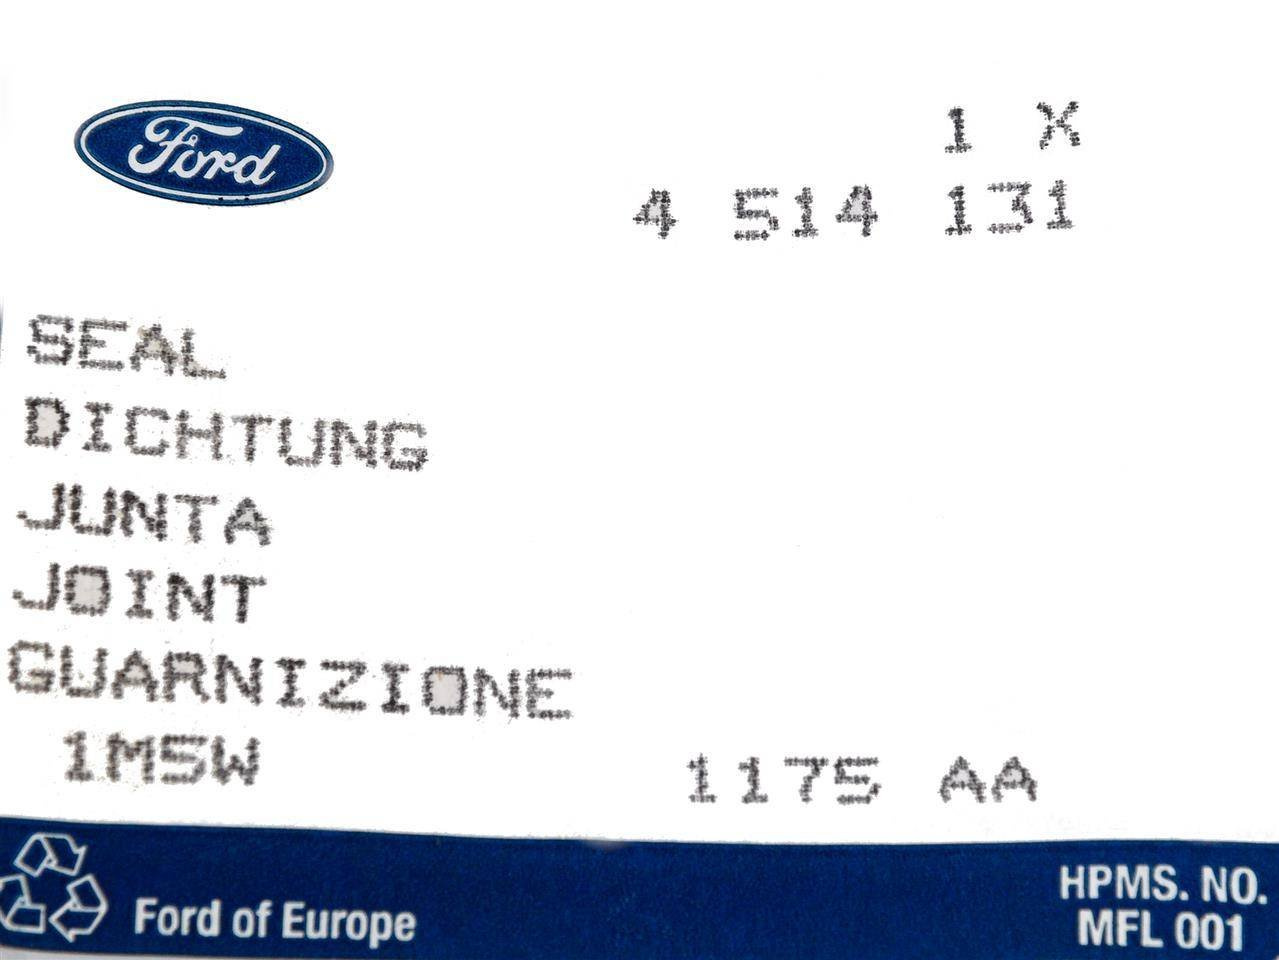 Ford
1 X
4 514 131
SEAL
DICHTUNG
JUNTA
JOINT
GUARNIZIONE
1M5W 1175 AA
Ford of Europe
HPMS. NO.
MFL 001